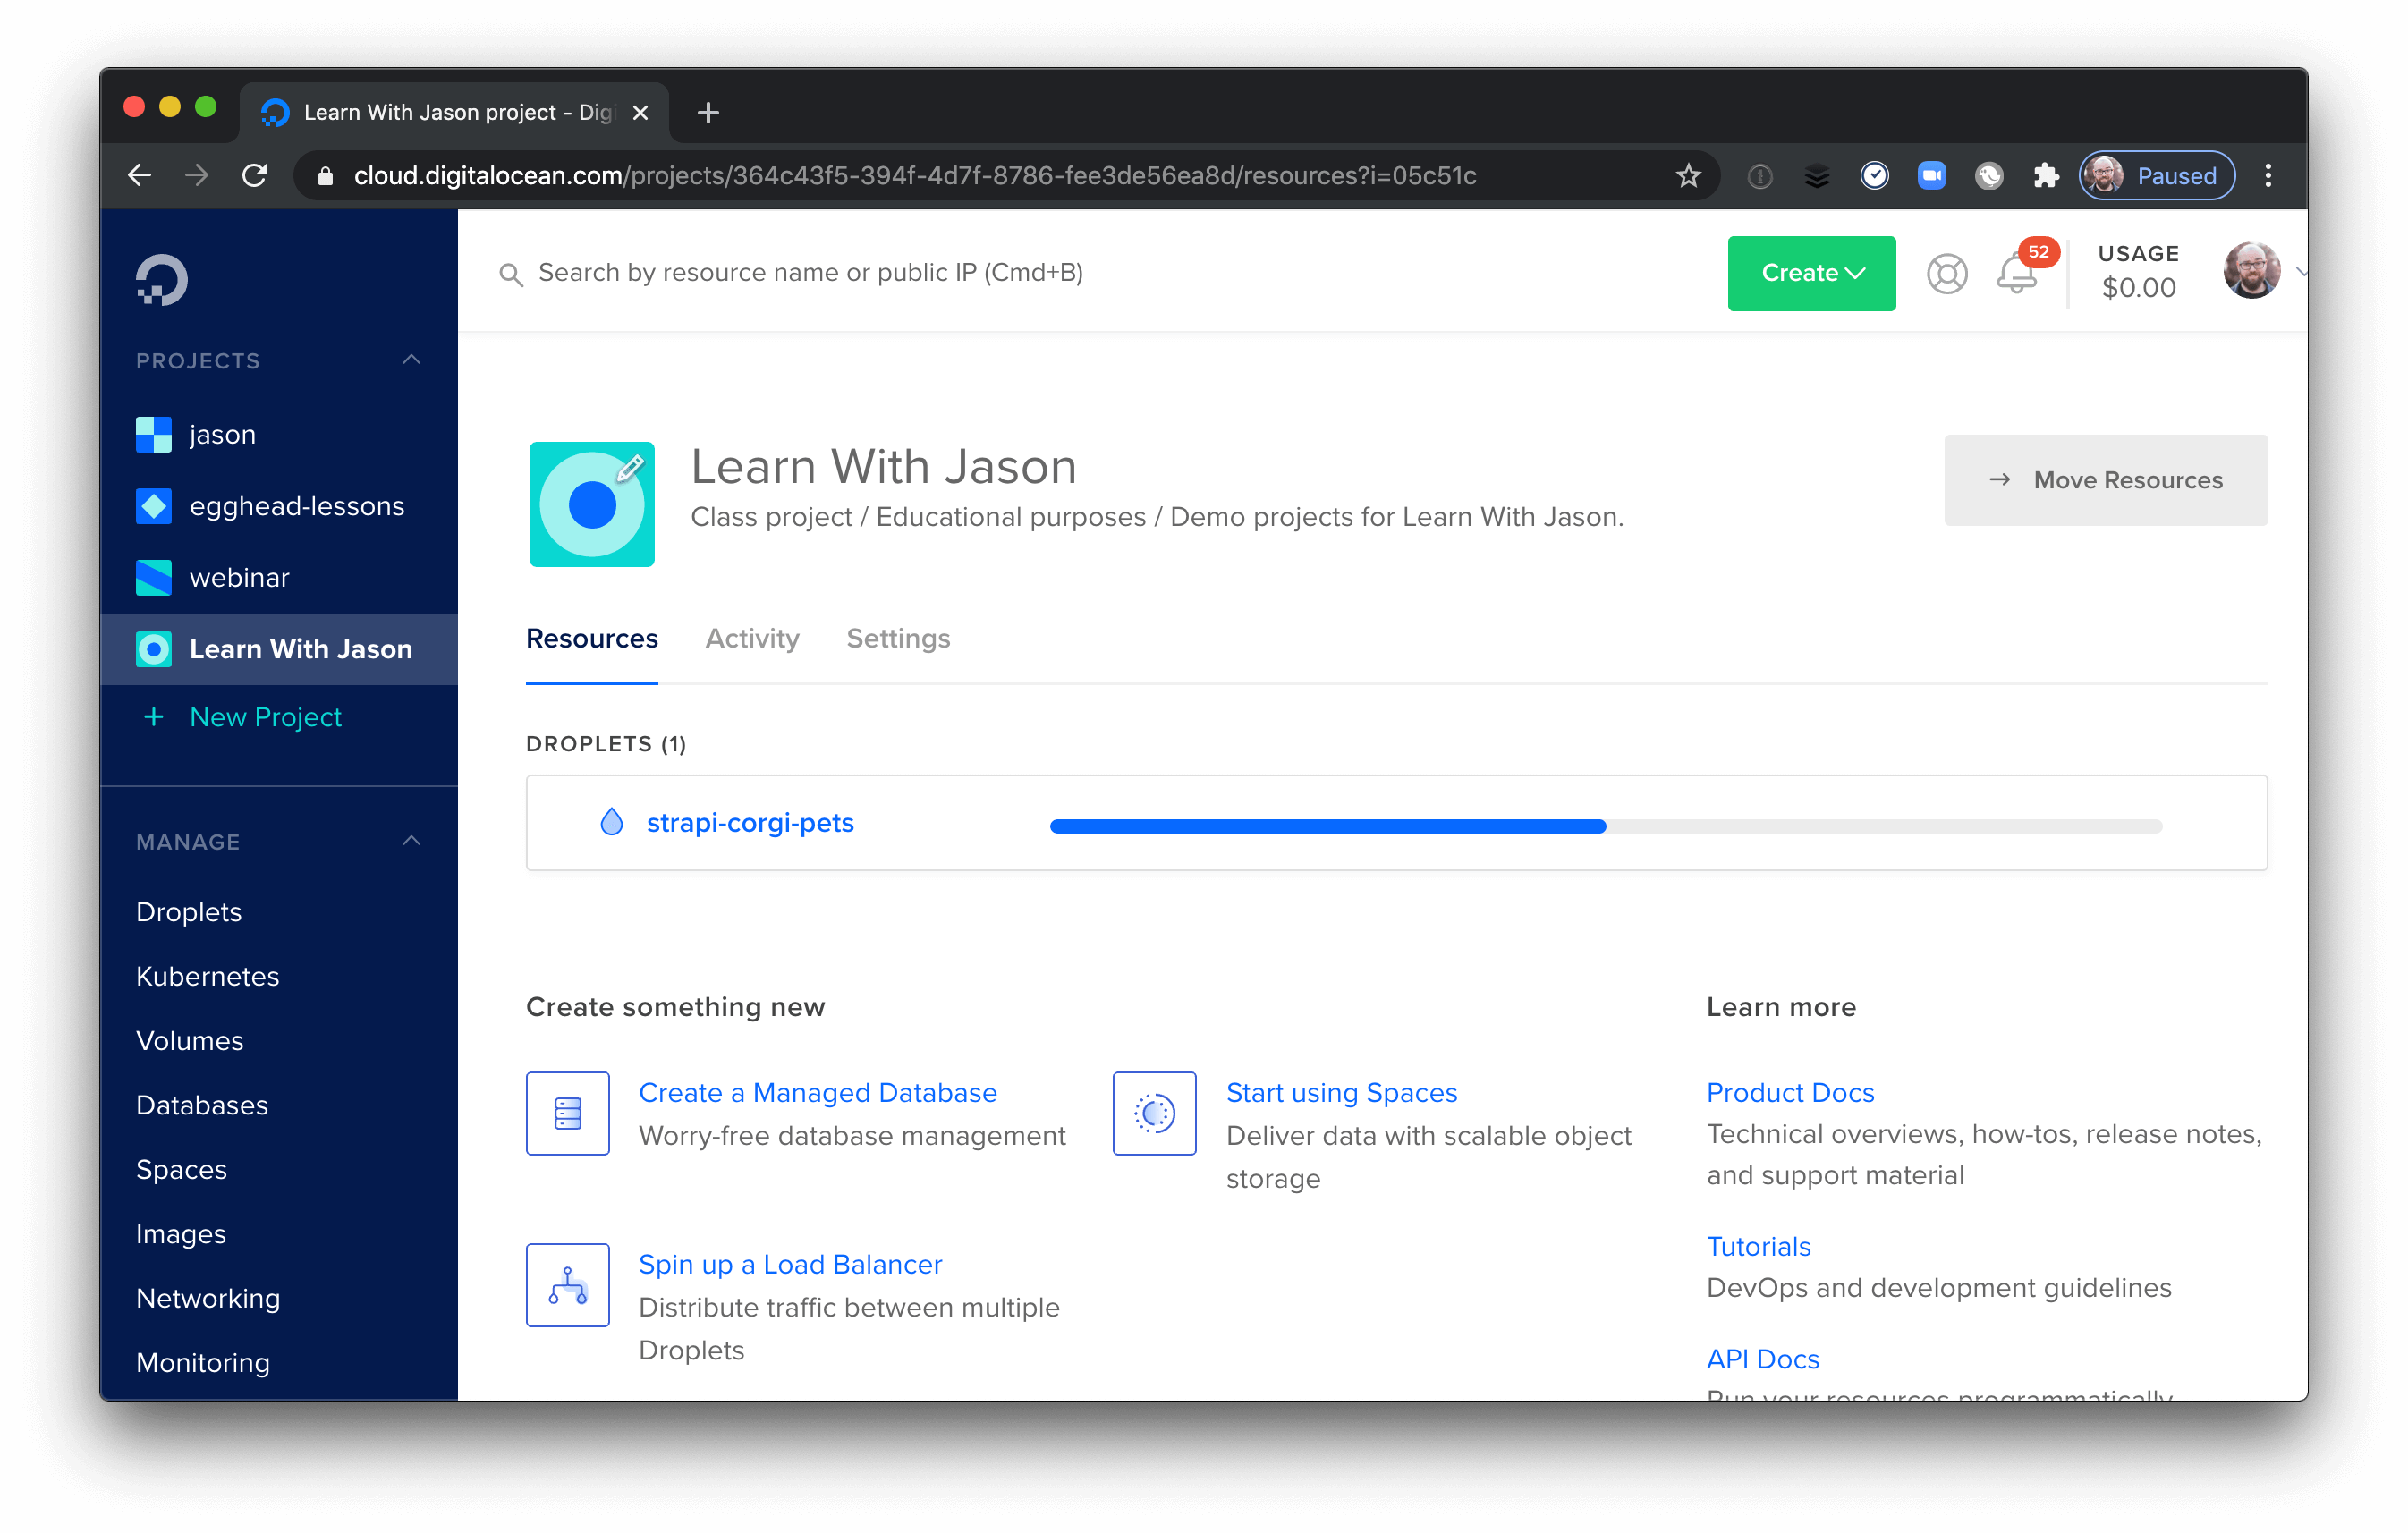 Learn With Jason project - Digi
cloud.digitalocean.com/projects/364c43f5-394f-4d7f-8786-fee3de56ea8d/resources?i=05c51c
Paused
Search by resource name or public IP (Cmd+B)
Create
52
USAGE
$0.00
PROJECTS
jason
egghead-lessons
webinar
Learn With Jason
New Project
MANAGE
Droplets
Kubernetes
Volumes
Databases
Spaces
Images
Networking
Monitoring
Learn With Jason
Class project / Educational purposes / Demo projects for Learn With Jason.
Move Resources
Resources
Activity
Settings
DROPLETS (1)
strapi-corgi-pets
Create something new
Create a Managed Database
Worry-free database management
Start using Spaces
Deliver data with scalable object
storage
Spin up a Load Balancer
Distribute traffic between multiple
Droplets
Learn more
Product Docs
Technical overviews, how-tos, release notes,
and support material
Tutorials
DevOps and development guidelines
API Docs
Run your resources programmatically